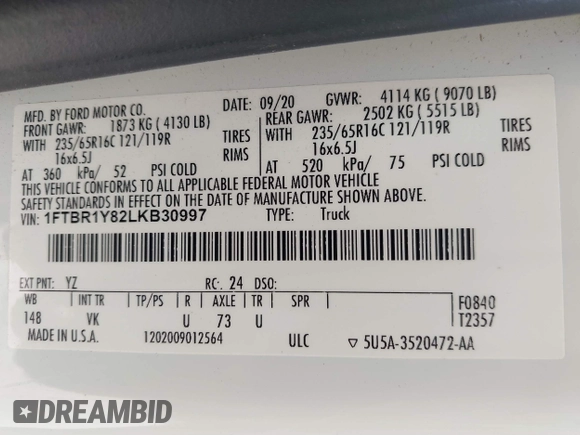 MFD. BY FORD MOTOR CO.
DATE: 09/20
GVWR: 4114 KG ( 9070 LB)
FRONT GAWR: 1873 KG ( 4130 LB)
REAR GAWR: 2502 KG ( 5515 LB)
WITH 235/65R16C 121/119R TIRES
WITH 235/65R16C 121/119R TIRES
16x6.5J RIMS
16x6.5J RIMS
AT 360 kPa/ 52 PSI COLD
AT 520 kPa/ 75 PSI COLD
THIS VEHICLE CONFORMS TO ALL APPLICABLE FEDERAL MOTOR VEHICLE
SAFETY STANDARDS IN EFFECT ON THE DATE OF MANUFACTURE SHOWN ABOVE.
VIN: 1FTBR1Y82LKB30997
TYPE: Truck
EXT PNT: YZ RC: 24 DSO:
WB INT TR TP/PS R AXLE TR SPR
148 VK U 73 U
F0840
T2357
MADE IN U.S.A. 1202009012564 ULC ▽ 5U5A-3520472-AA
DREAMBID